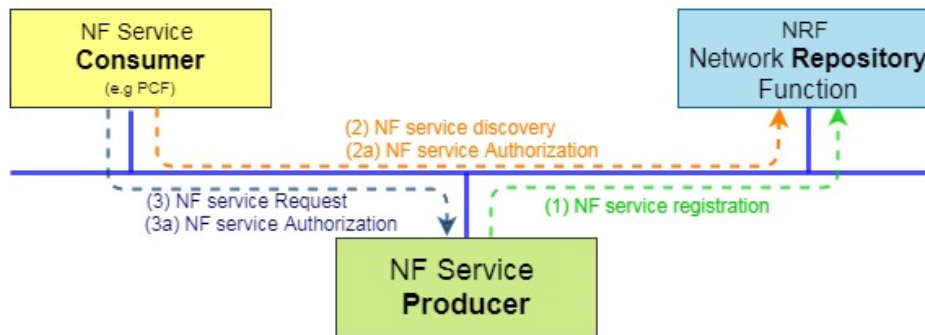 NF Service
Consumer
(e.g PCF)
NRF
Network Repository
Function
(2) NF service discovery
(2a) NF service Authorization
(3) NF service Request
(3a) NF service Authorization
(1) NF service registration
NF Service
Producer